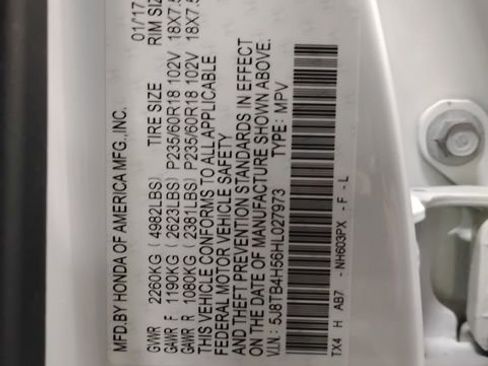 MFD.BY HONDA OF AMERICA MFG.,INC. 01/17
TIRE SIZE RIM SIZ
GVWR 2260KG (4982LBS)
GAWR F 1190KG (2623LBS) P235/60R18 102V 18X7.5
GAWR R 1080KG (2381LBS) P235/60R18 102V 18X7.5
THIS VEHICLE CONFORMS TO ALL APPLICABLE
FEDERAL MOTOR VEHICLE SAFETY
AND THEFT PREVENTION STANDARDS IN EFFECT
ON THE DATE OF MANUFACTURE SHOWN ABOVE.
V.I.N.: 5J8TB4H56HL027973 TYPE: MPV
TX4 H AB7 - NH603PX - F - L